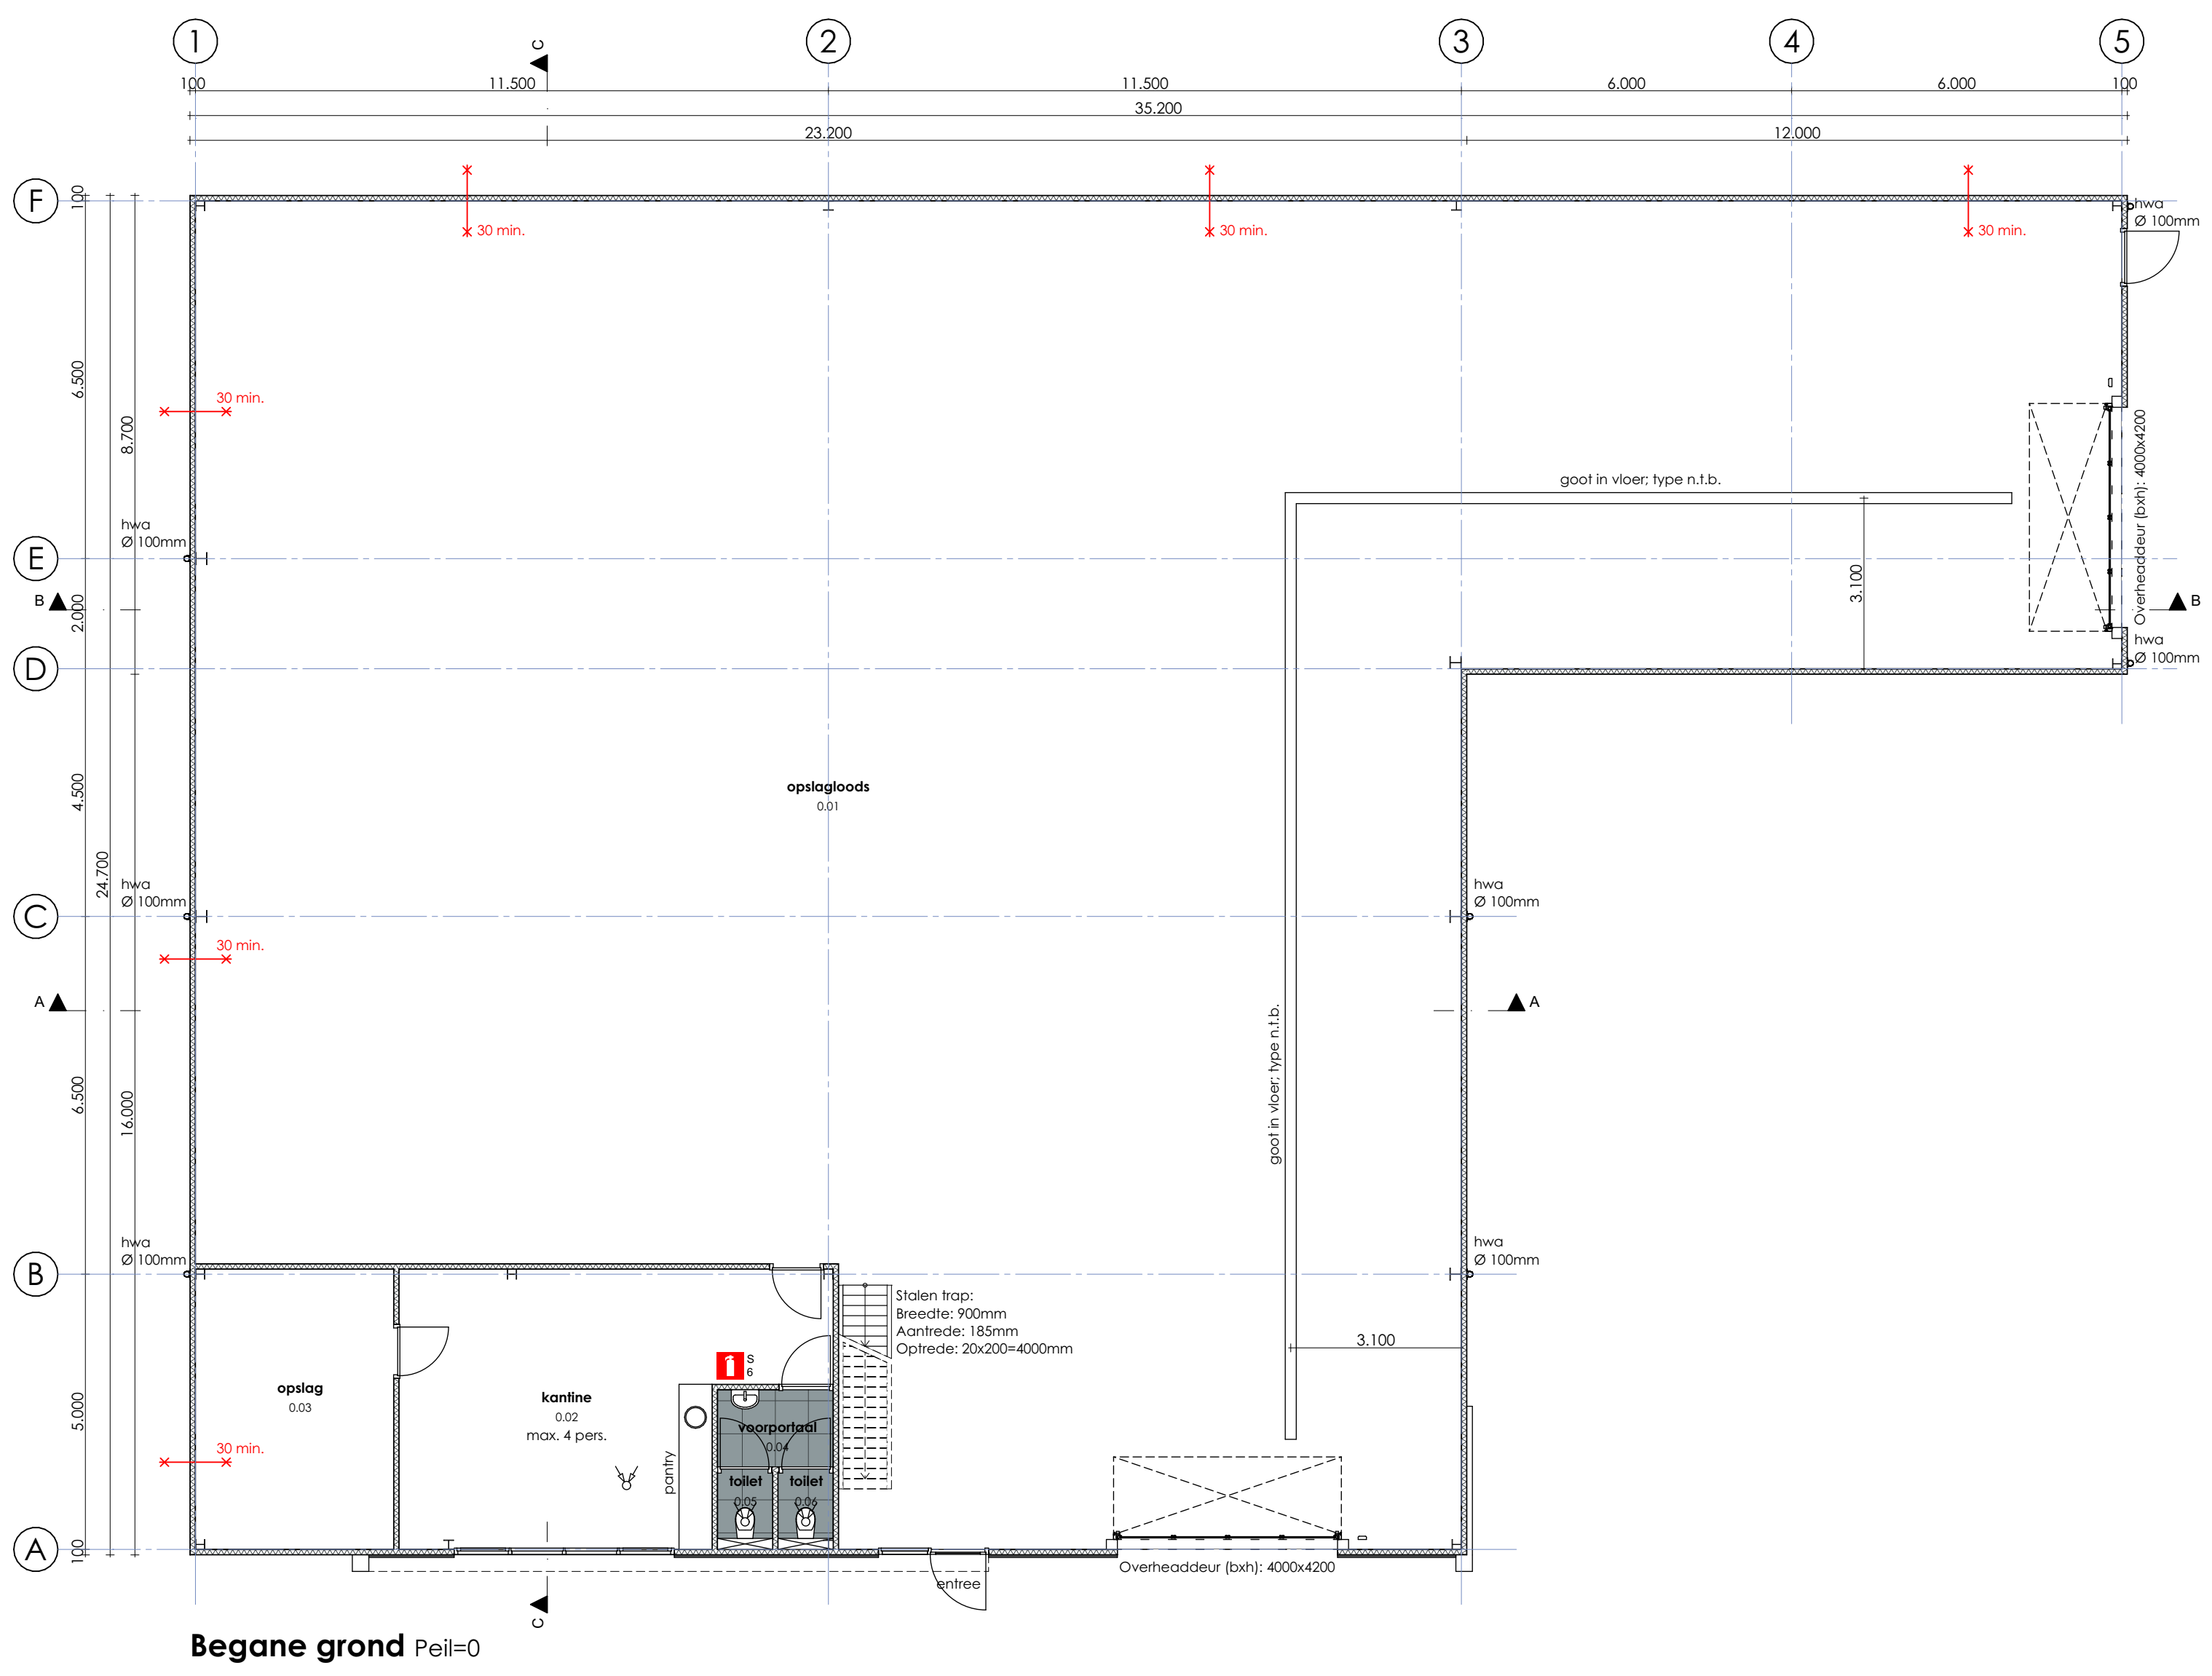 1
2
3
4
5
C
100
11.500
11.500
6.000
6.000
100
35.200
23.200
12.000
F
100
30 min.
30 min.
30 min.
hwa
Ø 100mm
6.500
8.700
30 min.
Overheaddeur (bxh): 4000x4200
goot in vloer; type n.t.b.
hwa
Ø 100mm
E
3.100
B
2.000
B
hwa
Ø 100mm
D
4.500
opslagloods
0.01
24.700
hwa
Ø 100mm
hwa
Ø 100mm
C
30 min.
A
A
goot in vloer; type n.t.b.
6.500
16.000
hwa
Ø 100mm
hwa
Ø 100mm
B
Stalen trap:
Breedte: 900mm
Aantrede: 185mm
Optrede: 20x200=4000mm
3.100
S
6
opslag
0.03
kantine
0.02
max. 4 pers.
5.000
voorportaal
0.04
30 min.
pantry
toilet
0.05
toilet
0.06
A
100
Overheaddeur (bxh): 4000x4200
entree
C
Begane grond Peil=0